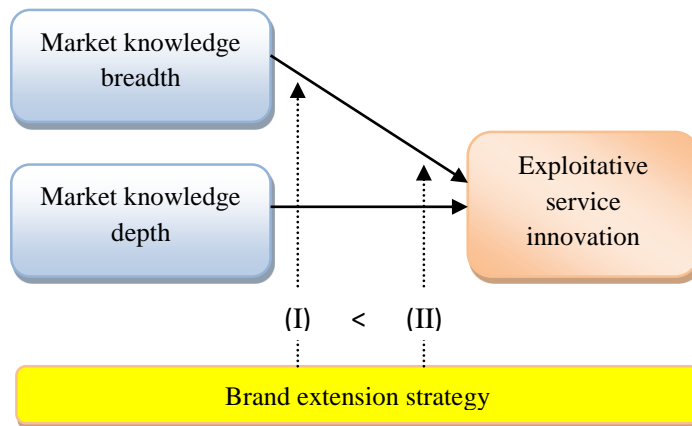 Market knowledge
breadth
Market knowledge
depth
Exploitative
service
innovation
(I) < (II)
Brand extension strategy